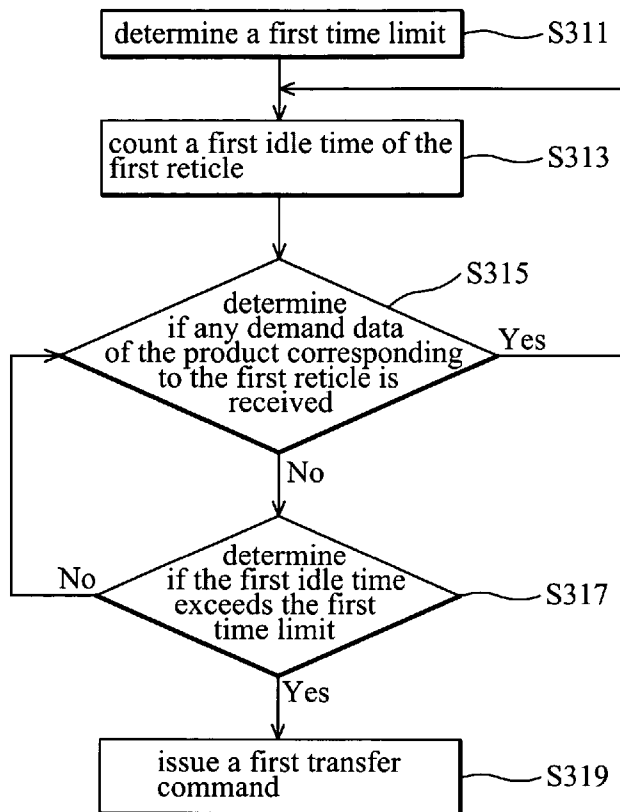 determine a first time limit
S311
count a first idle time of the
first reticle
S313
S315
determine
if any demand data
of the product corresponding
to the first reticle is
received
Yes
No
determine
if the first idle time
exceeds the first
time limit
No
S317
Yes
issue a first transfer
command
S319